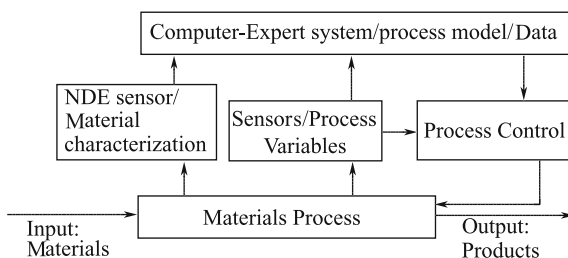 Computer-Expert system/process model/Data
NDE sensor/
Material
characterization
Sensors/Process
Variables
Process Control
Materials Process
Input:
Materials
Output:
Products